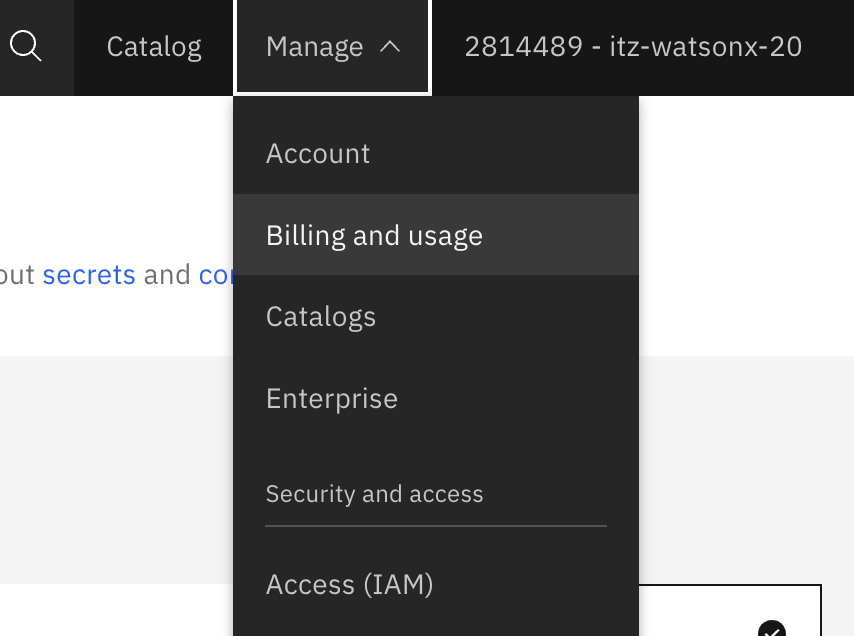 Catalog
Manage
2814489 - itz-watsonx-20
Account
Billing and usage
out secrets and
Catalogs
Enterprise
Security and access
Access (IAM)